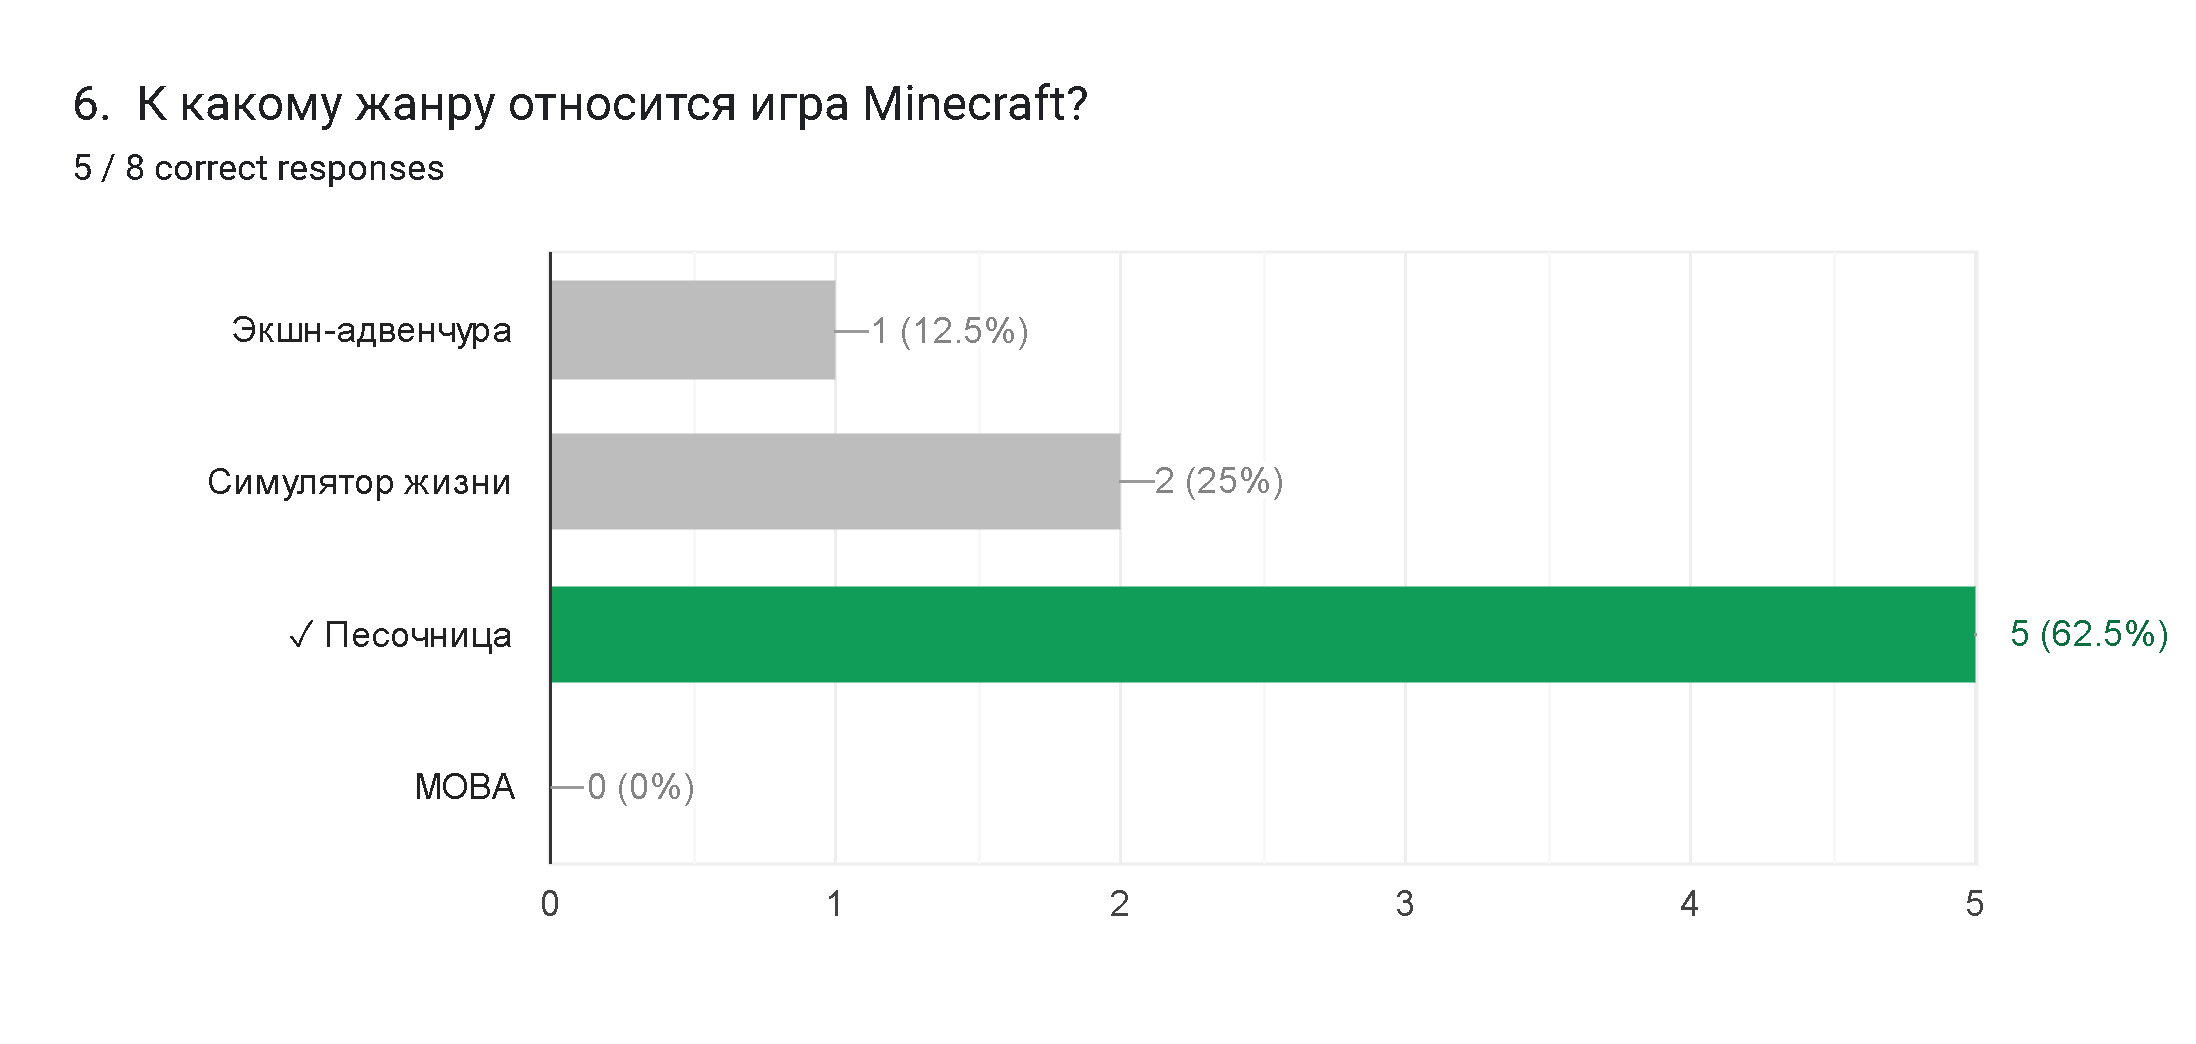 6. К какому жанру относится игра Minecraft?
5 / 8 correct responses
Экшн-адвенчура
1 (12.5%)
Симулятор жизни
2 (25%)
✓ Песочница
5 (62.5%)
MOBA
0 (0%)
0 1 2 3 4 5